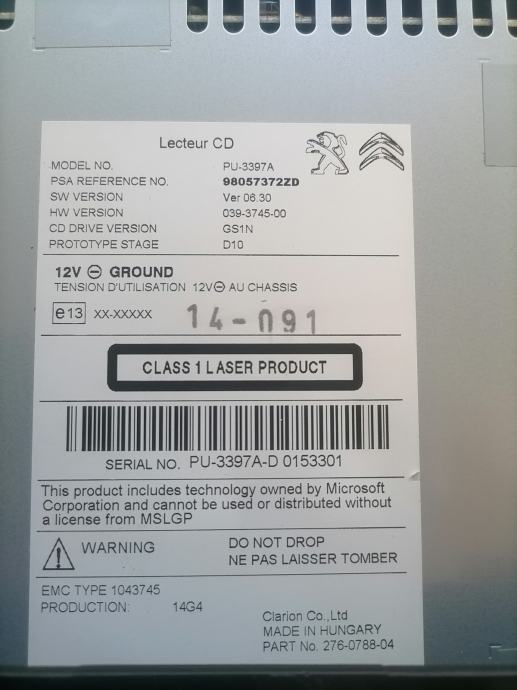 Lecteur CD
MODEL NO. PU-3397A
PSA REFERENCE NO. 98057372ZD
SW VERSION Ver 06.30
HW VERSION 039-3745-00
CD DRIVE VERSION GS1N
PROTOTYPE STAGE D10
12V ⊖ GROUND
TENSION D'UTILISATION 12V⊖ AU CHASSIS
e13 XX-XXXXX 14-091
CLASS 1 LASER PRODUCT
SERIAL NO. PU-3397A-D 0153301
This product includes technology owned by Microsoft
Corporation and cannot be used or distributed without
a license from MSLGP
WARNING DO NOT DROP
NE PAS LAISSER TOMBER
EMC TYPE 1043745
PRODUCTION: 14G4
Clarion Co.,Ltd
MADE IN HUNGARY
PART No. 276-0788-04